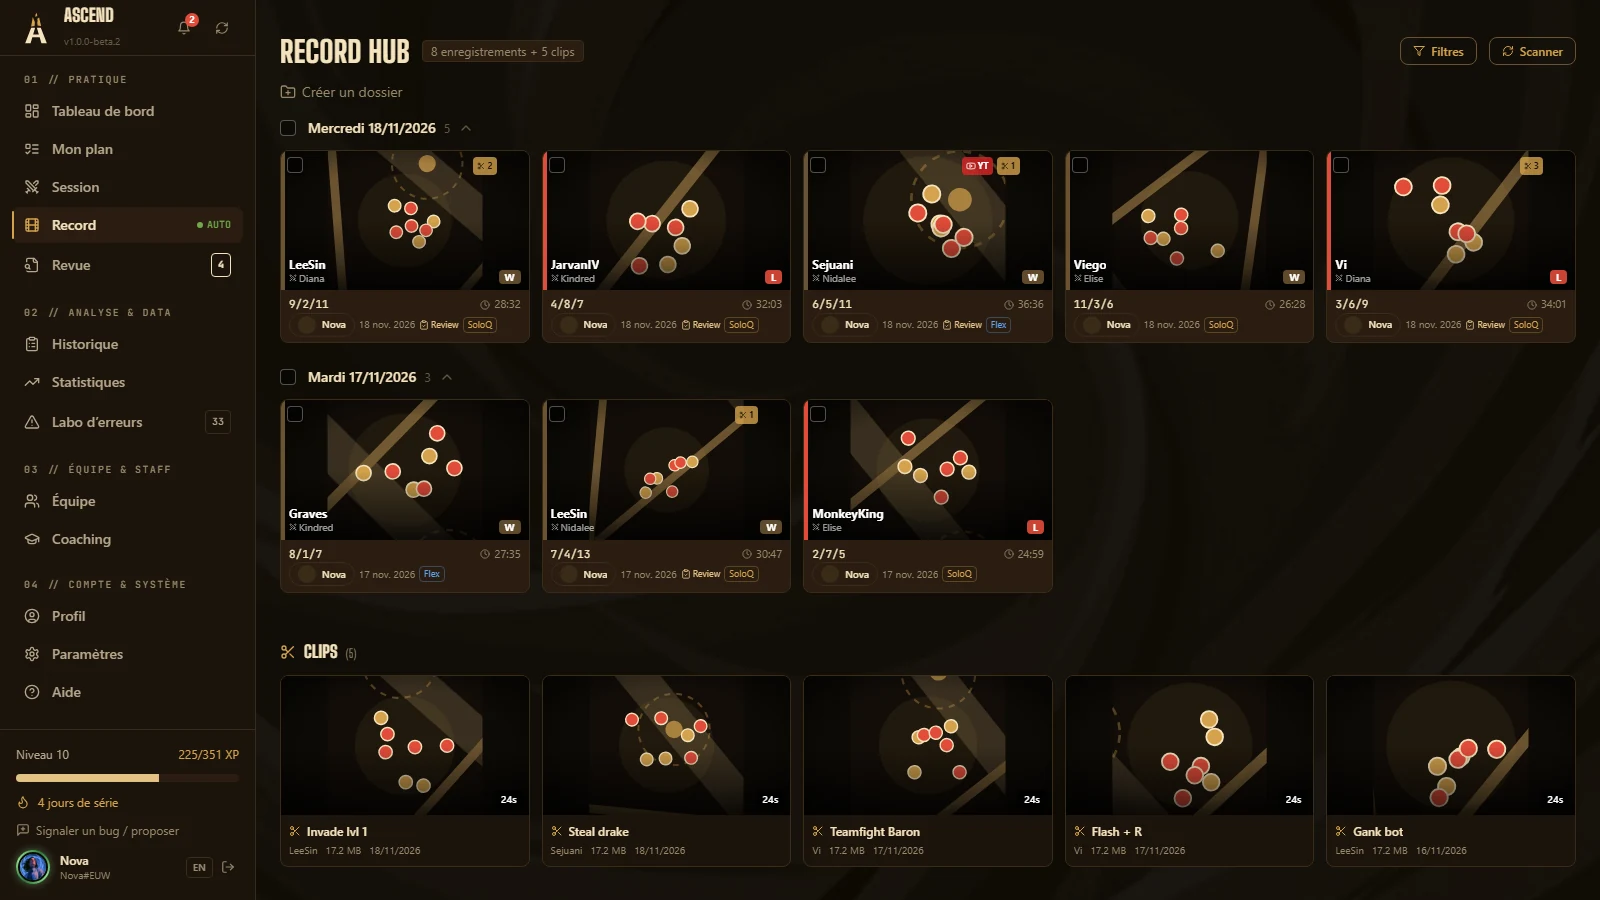 ASCEND
v1.0.0-beta.2
2
01 // PRATIQUE
Tableau de bord
Mon plan
Session
Record
AUTO
Revue
4
02 // ANALYSE & DATA
Historique
Statistiques
Labo d'erreurs
33
03 // ÉQUIPE & STAFF
Équipe
Coaching
04 // COMPTE & SYSTÈME
Profil
Paramètres
Aide
Niveau 10
225/351 XP
4 jours de série
Signaler un bug / proposer
Nova
Nova#EUW
EN
RECORD HUB
8 enregistrements + 5 clips
Filtres
Scanner
Créer un dossier
Mercredi 18/11/2026 5
2
LeeSin
Diana
W
9/2/11
28:32
Nova 18 nov. 2026 Review SoloQ
JarvanIV
Kindred
L
4/8/7
32:03
Nova 18 nov. 2026 Review SoloQ
YT
1
Sejuani
Nidalee
W
6/5/11
36:36
Nova 18 nov. 2026 Review Flex
Viego
Elise
W
11/3/6
26:28
Nova 18 nov. 2026 SoloQ
3
Vi
Diana
L
3/6/9
34:01
Nova 18 nov. 2026 Review SoloQ
Mardi 17/11/2026 3
Graves
Kindred
W
8/1/7
27:35
Nova 17 nov. 2026 Flex
1
LeeSin
Nidalee
W
7/4/13
30:47
Nova 17 nov. 2026 Review SoloQ
MonkeyKing
Elise
L
2/7/5
24:59
Nova 17 nov. 2026 SoloQ
CLIPS (5)
24s
Invade lvl 1
LeeSin 17.2 MB 18/11/2026
24s
Steal drake
Sejuani 17.2 MB 18/11/2026
24s
Teamfight Baron
Vi 17.2 MB 17/11/2026
24s
Flash + R
Vi 17.2 MB 17/11/2026
24s
Gank bot
LeeSin 17.2 MB 16/11/2026